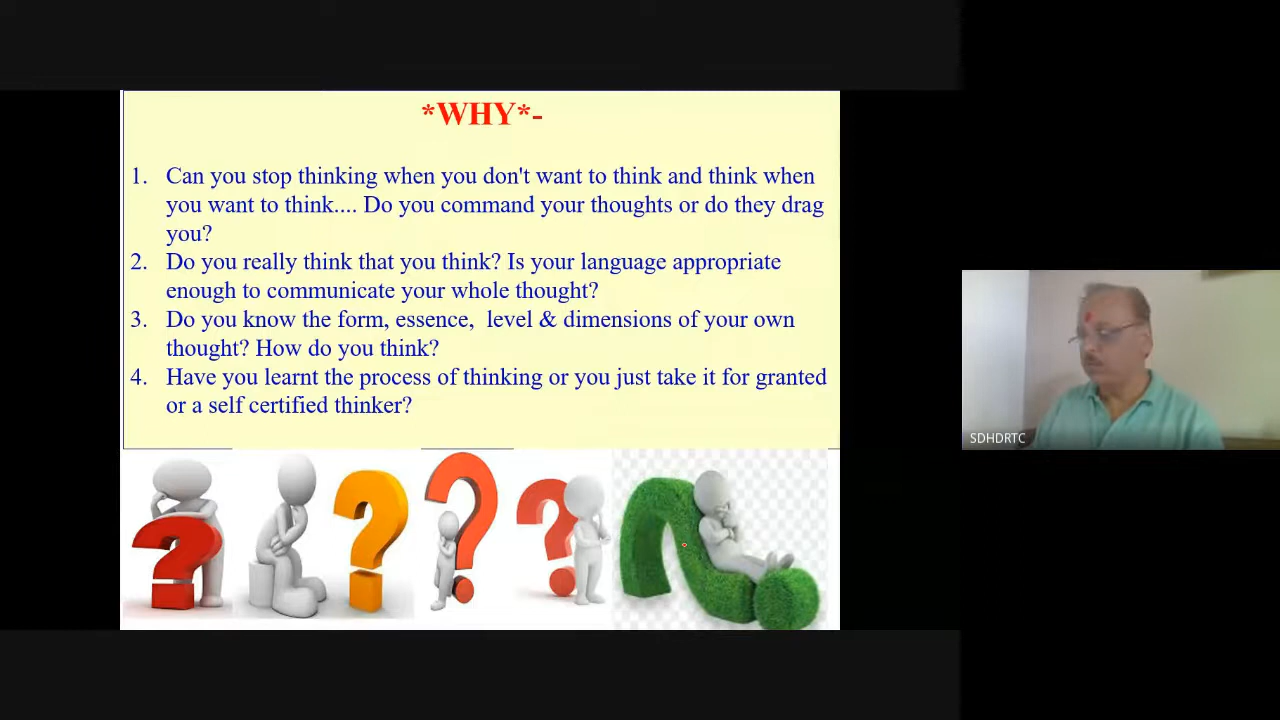 *WHY*-
1. Can you stop thinking when you don't want to think and think when
you want to think.... Do you command your thoughts or do they drag
you?
2. Do you really think that you think? Is your language appropriate
enough to communicate your whole thought?
3. Do you know the form, essence,  level & dimensions of your own
thought? How do you think?
4. Have you learnt the process of thinking or you just take it for granted
or a self certified thinker?
SDHDRTC